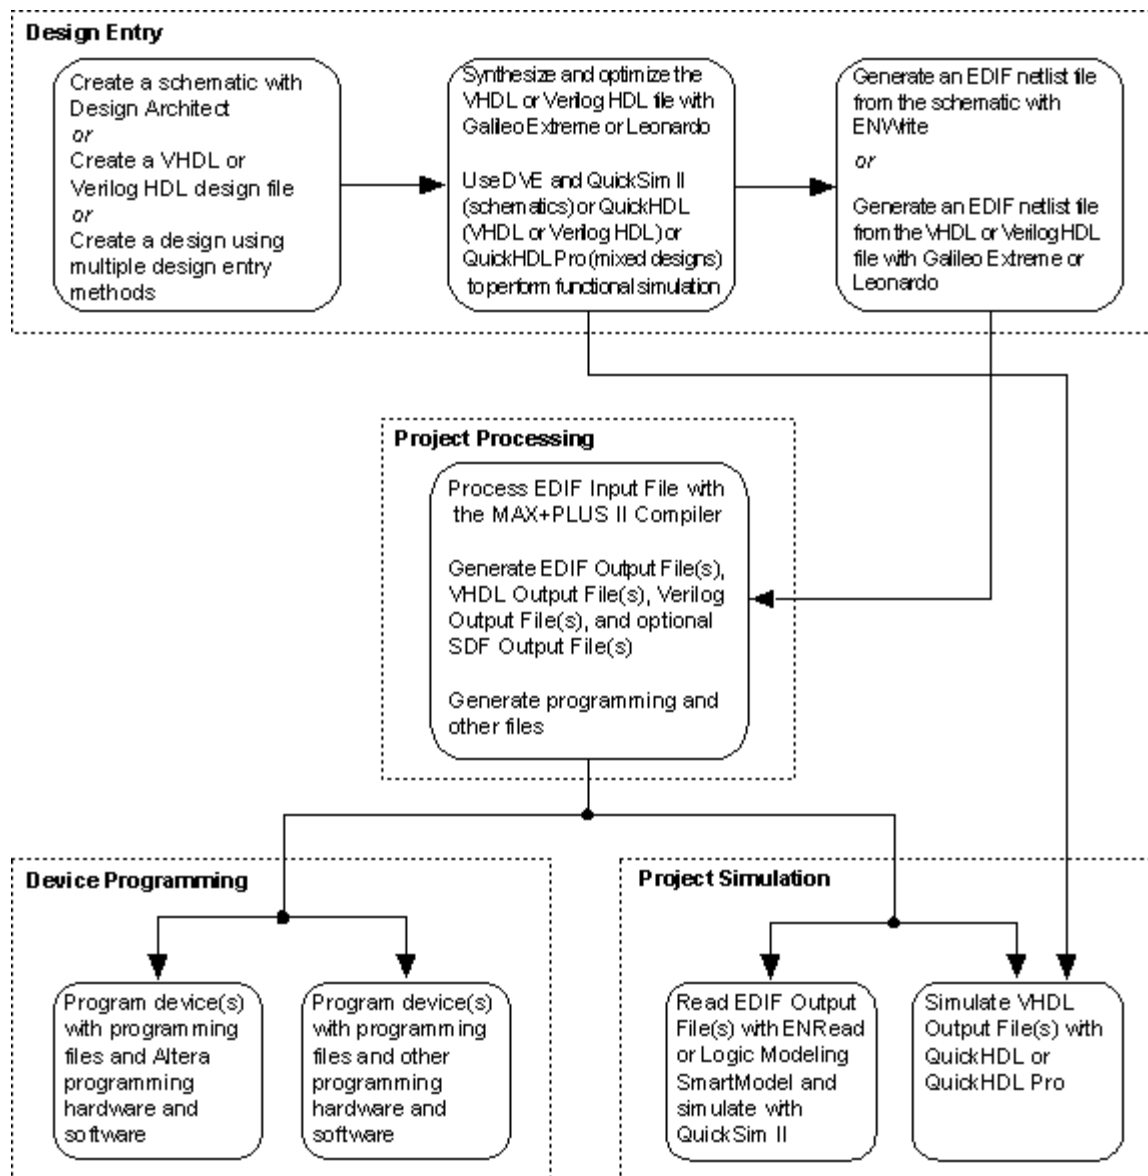 Design Entry
Create a schematic with
Design Architect
or
Create a VHDL or
Verilog HDL design file
or
Create a design using
multiple design entry
methods
Synthesize and optimize the
VHDL or Verilog HDL file with
Galileo Extreme or Leonardo
Use DVE and QuickSim II
(schematics) or QuickHDL
(VHDL or Verilog HDL) or
QuickHDL Pro (mixed designs)
to perform functional simulation
Generate an EDIF netlist file
from the schematic with
ENWrite
or
Generate an EDIF netlist file
from the VHDL or Verilog HDL
file with Galileo Extreme or
Leonardo
Project Processing
Process EDIF Input File with
the MAX+PLUS II Compiler
Generate EDIF Output File(s),
VHDL Output File(s), Verilog
Output File(s), and optional
SDF Output File(s)
Generate programming and
other files
Device Programming
Program device(s)
with programming
files and Altera
programming
hardware and
software
Program device(s)
with programming
files and other
programming
hardware and
software
Project Simulation
Read EDIF Output
File(s) with ENRead
or Logic Modeling
SmartModel and
simulate with
QuickSim II
Simulate VHDL
Output File(s) with
QuickHDL or
QuickHDL Pro